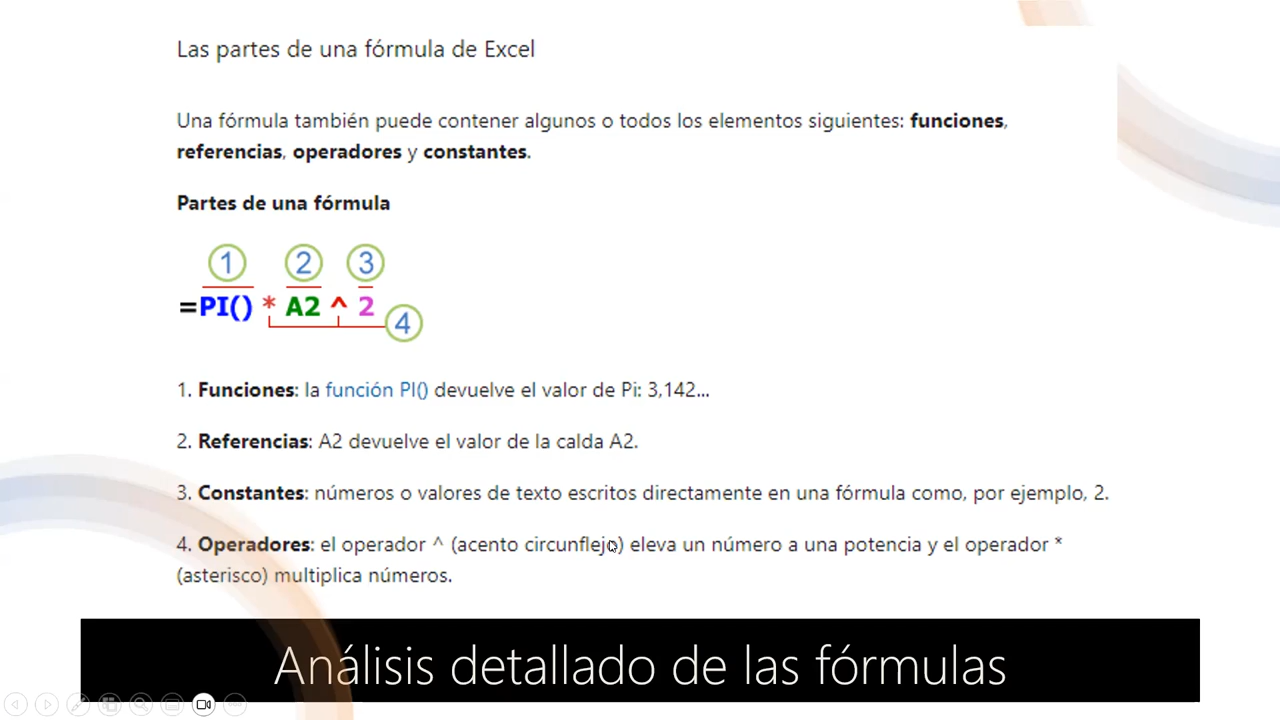 Las partes de una fórmula de Excel
Una fórmula también puede contener algunos o todos los elementos siguientes: funciones,
referencias, operadores y constantes.
Partes de una fórmula
1 2 3
=PI() * A2 ^ 2
4
1. Funciones: la función PI() devuelve el valor de Pi: 3,142...
2. Referencias: A2 devuelve el valor de la calda A2.
3. Constantes: números o valores de texto escritos directamente en una fórmula como, por ejemplo, 2.
4. Operadores: el operador ^ (acento circunflejo) eleva un número a una potencia y el operador *
(asterisco) multiplica números.
Análisis detallado de las fórmulas